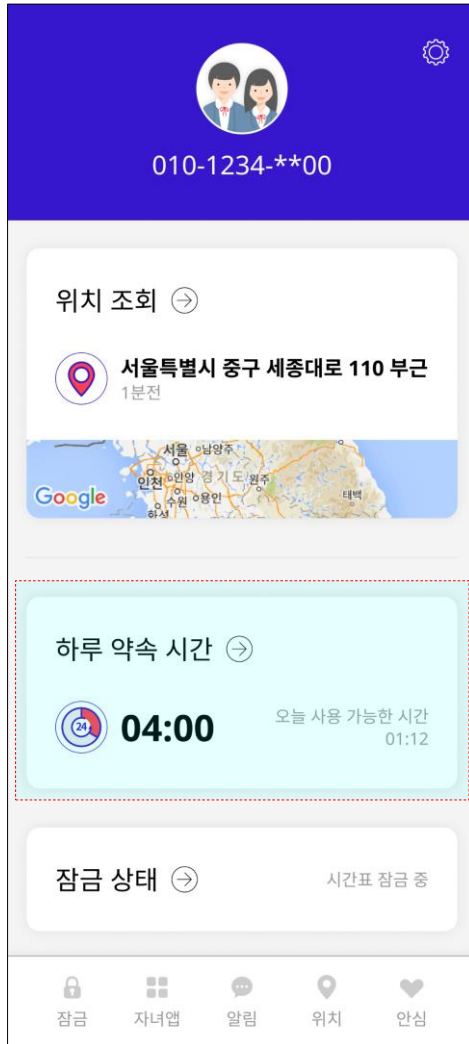 010-1234-**00
위치 조회
서울특별시 중구 세종대로 110 부근
1분전
서울 남양주
인천 안양 경기도 원주
태백
수원 용인
화성
Google
하루 약속 시간
24
04:00
오늘 사용 가능한 시간
01:12
잠금 상태
시간표 잠금 중
잠금 자녀앱 알림 위치 안심